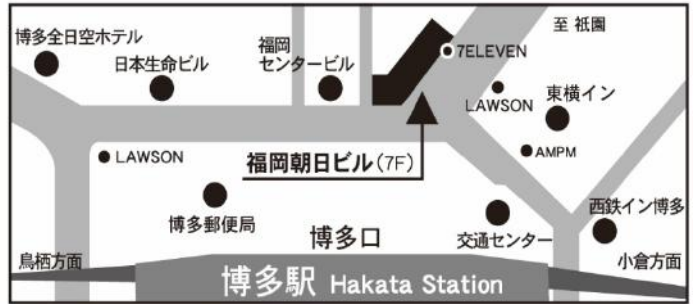 至 祇園
博多全日空ホテル
日本生命ビル
福岡
センタービル
7ELEVEN
LAWSON
東横イン
LAWSON
福岡朝日ビル(7F)
AMPM
博多郵便局
博多口
交通センター
西鉄イン博多
鳥栖方面
小倉方面
博多駅 Hakata Station